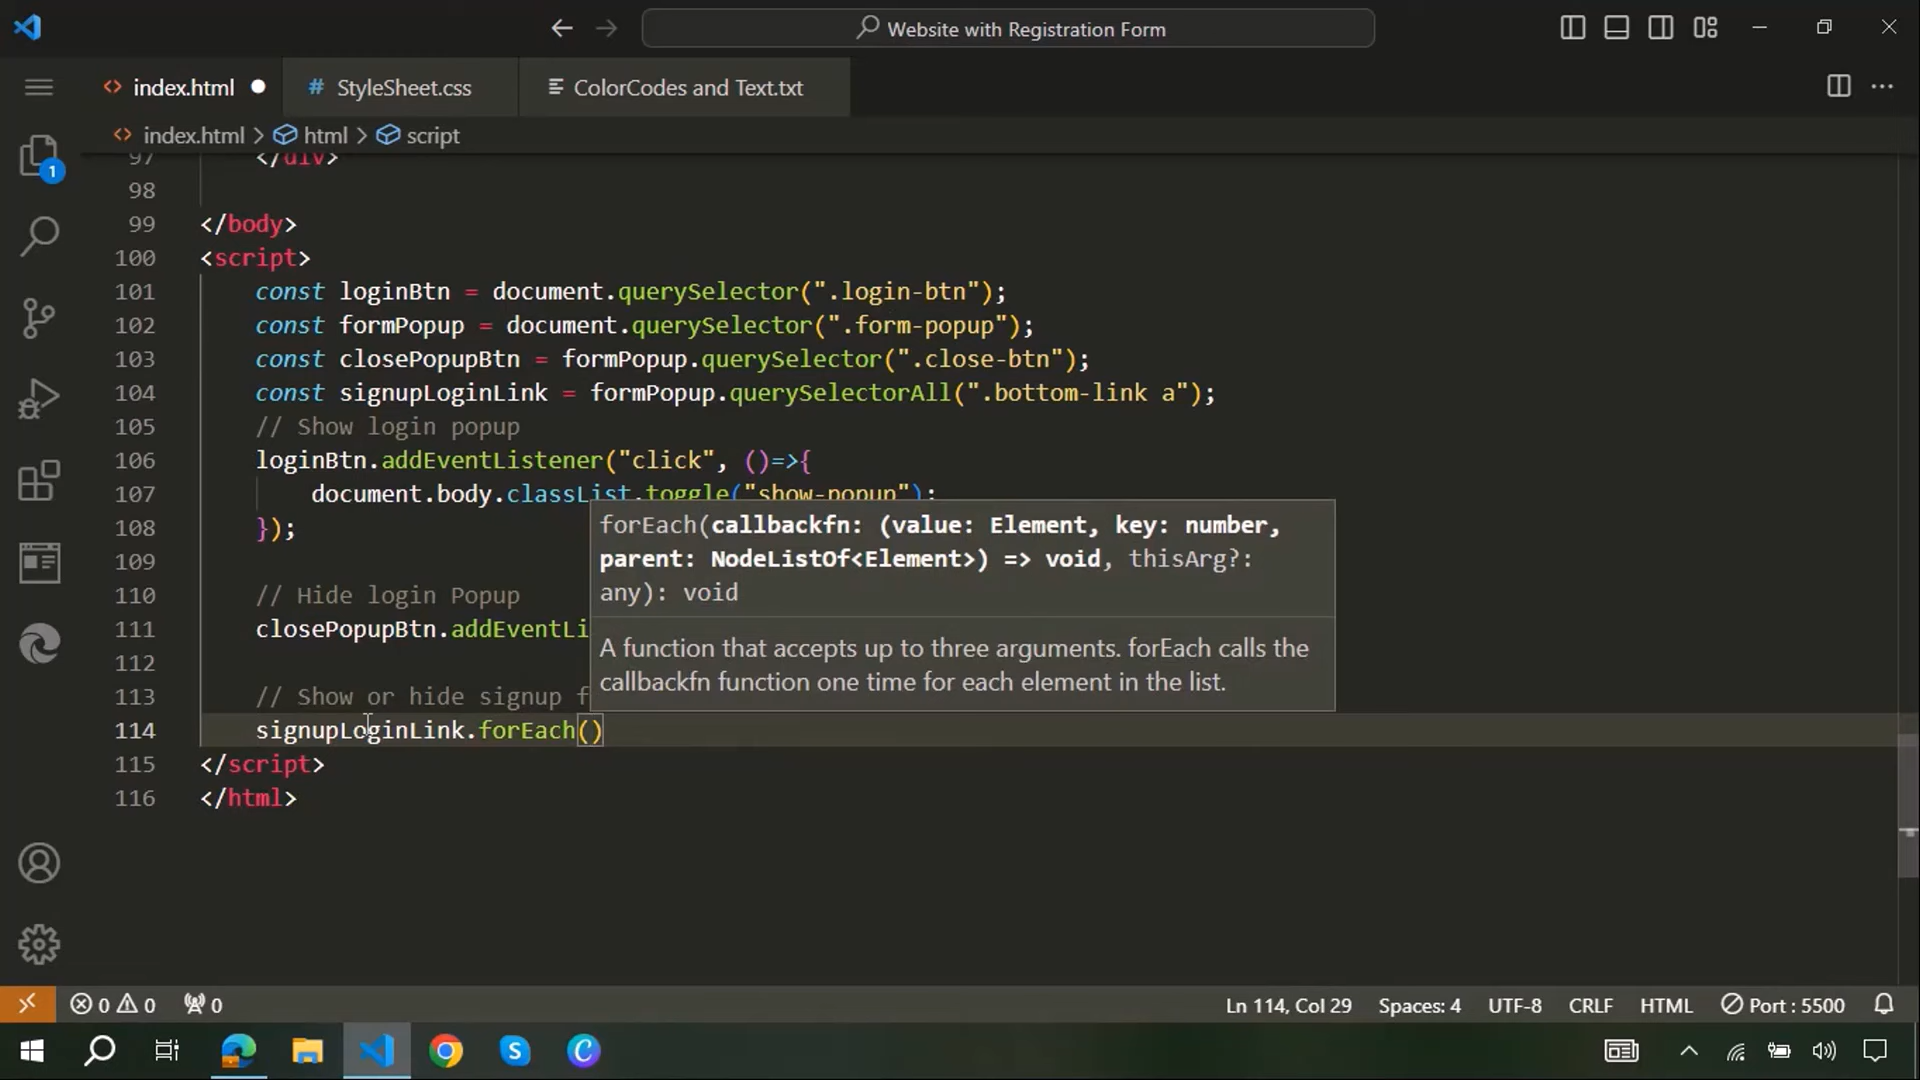 Website with Registration Form
index.html
StyleSheet.css
ColorCodes and Text.txt
index.html > html > script
97 </div>
98
99 </body>
100 <script>
101 const loginBtn = document.querySelector(".login-btn");
102 const formPopup = document.querySelector(".form-popup");
103 const closePopupBtn = formPopup.querySelector(".close-btn");
104 const signupLoginLink = formPopup.querySelectorAll(".bottom-link a");
105 // Show login popup
106 loginBtn.addEventListener("click", ()=>{
107 document.body.classList.toggle("show-popup");
108 });
109
110 // Hide login Popup
111 closePopupBtn.addEventLi
112
113 // Show or hide signup f
114 signupLoginLink.forEach()
115 </script>
116 </html>
forEach(callbackfn: (value: Element, key: number,
parent: NodeListOf<Element>) => void, thisArg?:
any): void
A function that accepts up to three arguments. forEach calls the
callbackfn function one time for each element in the list.
1
0 0 0
Ln 114, Col 29 Spaces: 4 UTF-8 CRLF HTML Port : 5500